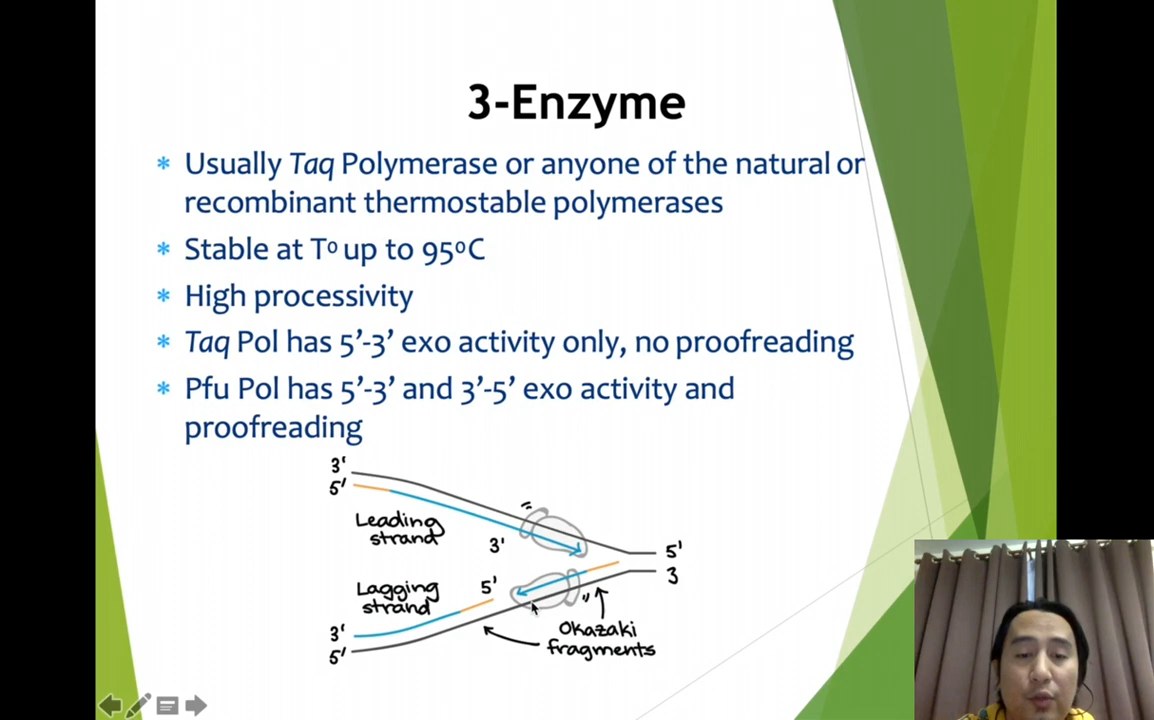 3-Enzyme
* Usually Taq Polymerase or anyone of the natural or
recombinant thermostable polymerases
* Stable at Tº up to 95ºC
* High processivity
* Taq Pol has 5’-3’ exo activity only, no proofreading
* Pfu Pol has 5’-3’ and 3’-5’ exo activity and
proofreading
3'
5'
Leading
strand
3'
5'
3
Lagging
strand
5'
3'
5'
Okazaki
fragments